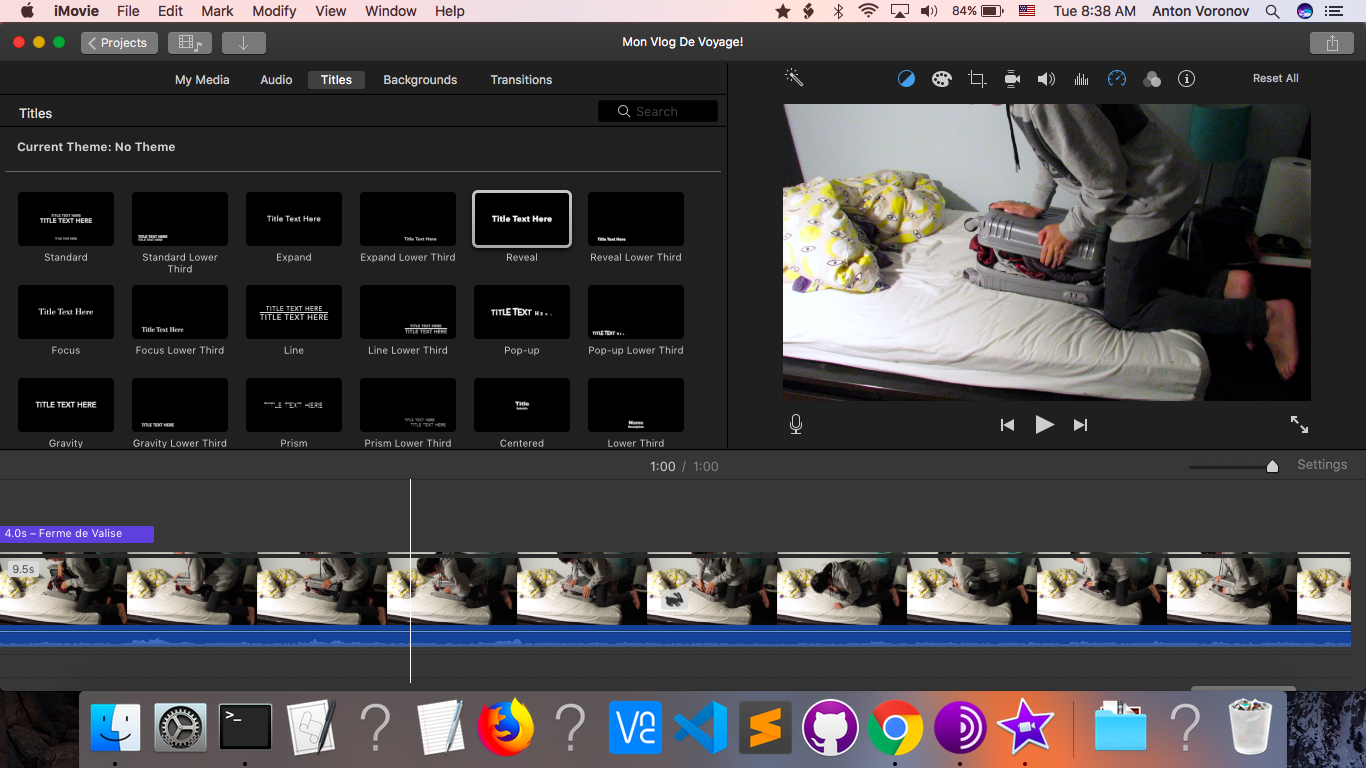 iMovie File Edit Mark Modify View Window Help 84% Tue 8:38 AM Anton Voronov
Projects
Mon Vlog De Voyage!
My Media Audio Titles Backgrounds Transitions
Reset All
Titles
Search
Current Theme: No Theme
TITLE TEXT HERE
TITLE TEXT HERE
Title Text Here
Title Text Here
Title Text Here
Title Text Here
Standard
Standard Lower Third
Expand
Expand Lower Third
Reveal
Reveal Lower Third
Title Text Here
Title Text Here
TITLE TEXT HERE
TITLE TEXT HERE
TITLE TEXT HERE
TITLE TEXT HERE
TITLE TEXT He..
Focus
Focus Lower Third
Line
Line Lower Third
Pop-up
Pop-up Lower Third
TITLE TEXT HERE
TITLE TEXT HERE
TITLE TEXT HERE
TITLE TEXT HERE
TITLE TEXT HERE
Title
Subtitle
Name
Description
Gravity
Gravity Lower Third
Prism
Prism Lower Third
Centered
Lower Third
1:00 / 1:00
Settings
4.0s – Ferme de Valise
9.5s
>_